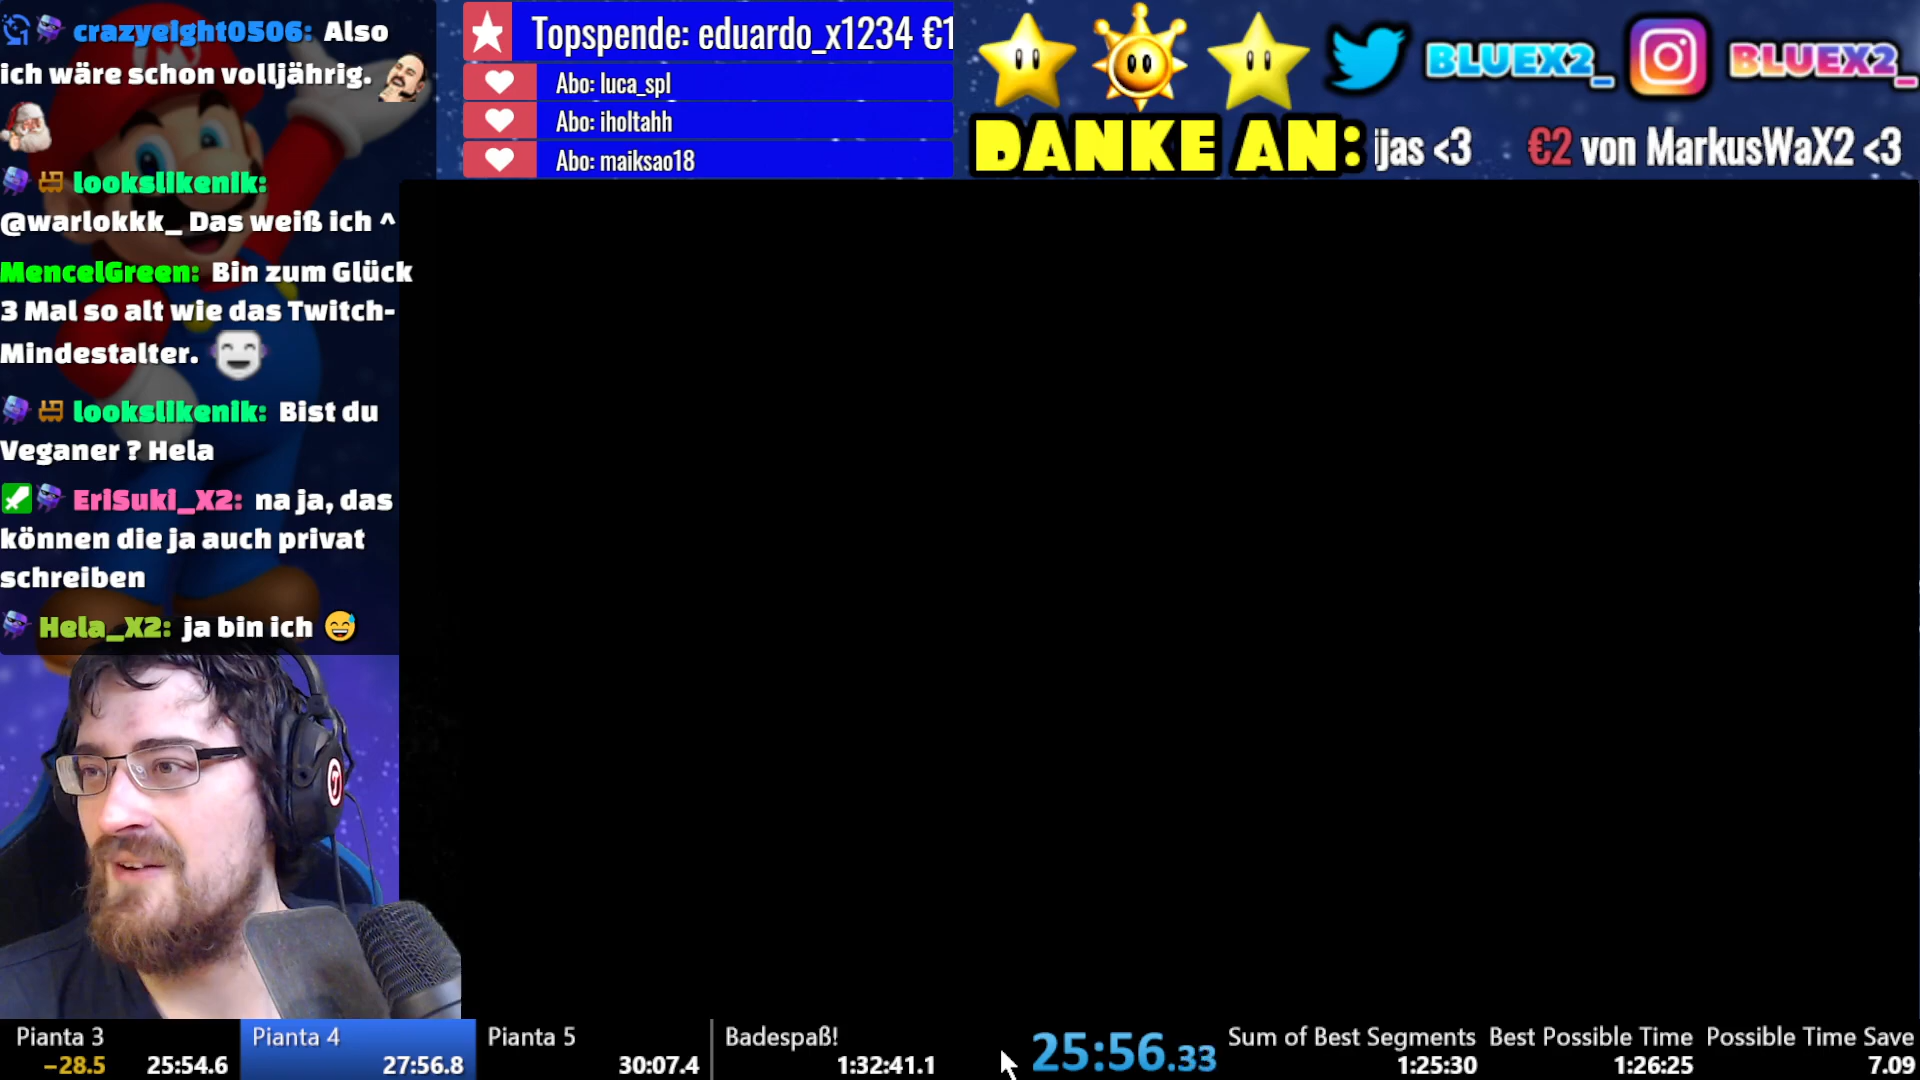 crazyeight0506: Also
ich wäre schon volljährig.
lookslikenik:
@warlokkk_ Das weiß ich ^
MencelGreen: Bin zum Glück
3 Mal so alt wie das Twitch-
Mindestalter.
lookslikenik: Bist du
Veganer ? Hela
EriSuki_X2: na ja, das
können die ja auch privat
schreiben
Hela_X2: ja bin ich
Topspende: eduardo_x1234 €1
Abo: luca_spl
Abo: iholtahh
Abo: maiksao18
BLUEX2_
BLUEX2_
DANKE AN: ijas <3 €2 von MarkusWaX2 <3
Pianta 3
-28.5 25:54.6
Pianta 4
27:56.8
Pianta 5
30:07.4
Badespaß!
1:32:41.1
25:56.33
Sum of Best Segments
1:25:30
Best Possible Time
1:26:25
Possible Time Save
7.09